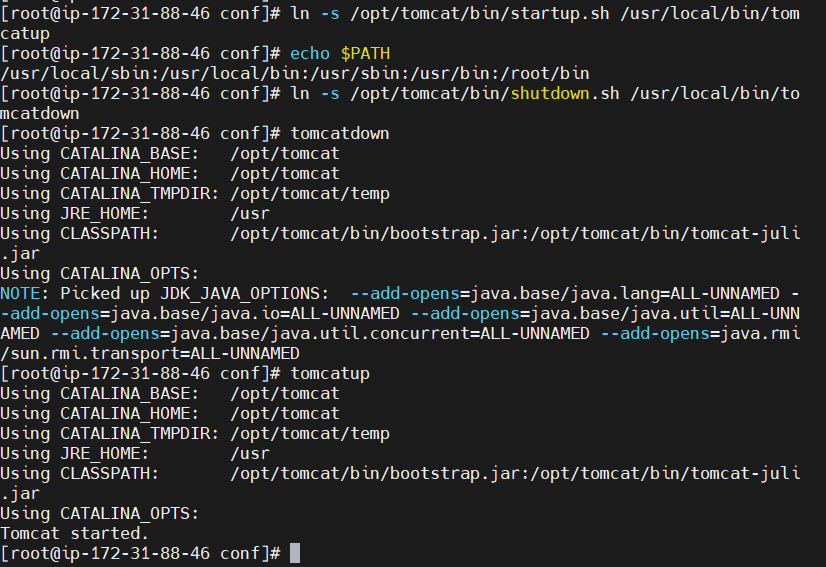 [root@ip-172-31-88-46 conf]# ln -s /opt/tomcat/bin/startup.sh /usr/local/bin/tom
catup
[root@ip-172-31-88-46 conf]# echo $PATH
/usr/local/sbin:/usr/local/bin:/usr/sbin:/usr/bin:/root/bin
[root@ip-172-31-88-46 conf]# ln -s /opt/tomcat/bin/shutdown.sh /usr/local/bin/to
mcatdown
[root@ip-172-31-88-46 conf]# tomcatdown
Using CATALINA_BASE:   /opt/tomcat
Using CATALINA_HOME:   /opt/tomcat
Using CATALINA_TMPDIR: /opt/tomcat/temp
Using JRE_HOME:        /usr
Using CLASSPATH:       /opt/tomcat/bin/bootstrap.jar:/opt/tomcat/bin/tomcat-juli
.jar
Using CATALINA_OPTS:
NOTE: Picked up JDK_JAVA_OPTIONS:  --add-opens=java.base/java.lang=ALL-UNNAMED -
-add-opens=java.base/java.io=ALL-UNNAMED --add-opens=java.base/java.util=ALL-UNN
AMED --add-opens=java.base/java.util.concurrent=ALL-UNNAMED --add-opens=java.rmi
/sun.rmi.transport=ALL-UNNAMED
[root@ip-172-31-88-46 conf]# tomcatup
Using CATALINA_BASE:   /opt/tomcat
Using CATALINA_HOME:   /opt/tomcat
Using CATALINA_TMPDIR: /opt/tomcat/temp
Using JRE_HOME:        /usr
Using CLASSPATH:       /opt/tomcat/bin/bootstrap.jar:/opt/tomcat/bin/tomcat-juli
.jar
Using CATALINA_OPTS:
Tomcat started.
[root@ip-172-31-88-46 conf]#